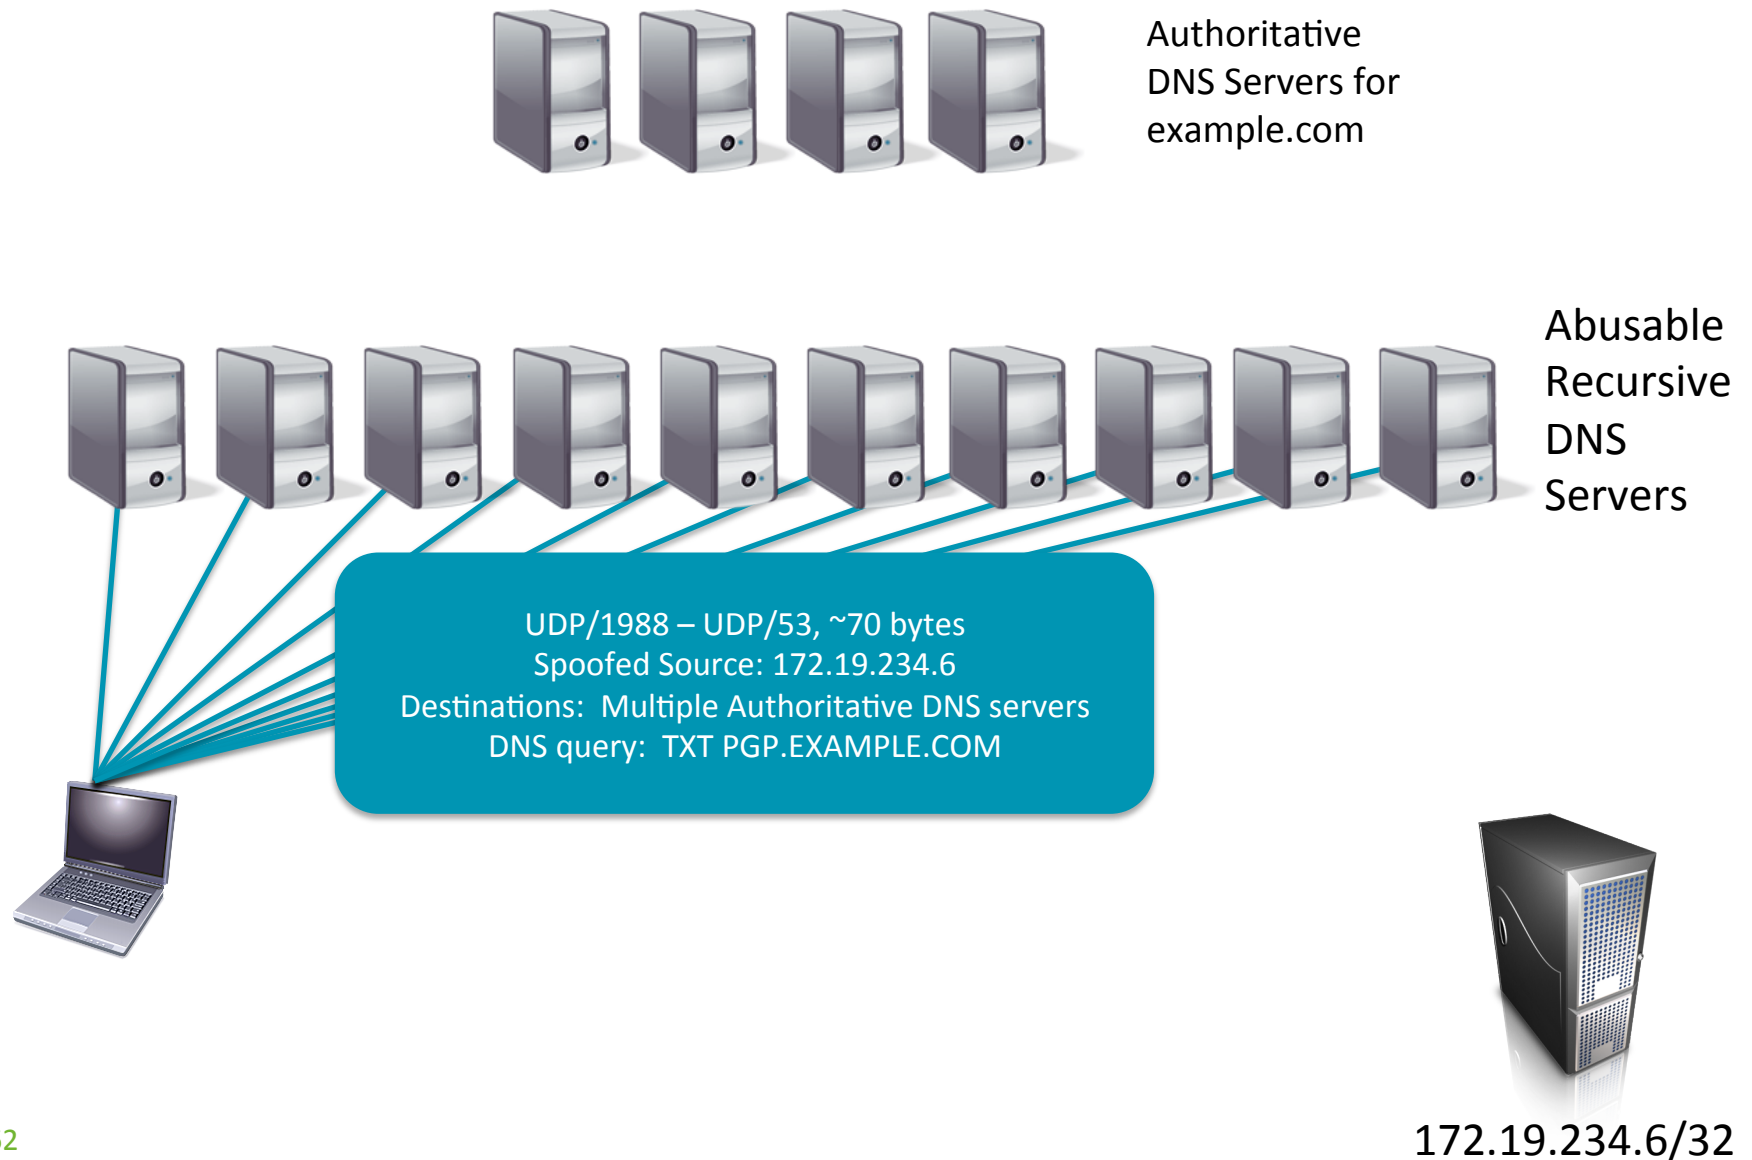 Authoritative
DNS Servers for
example.com
Abusable
Recursive
DNS
Servers
UDP/1988 – UDP/53, ~70 bytes
Spoofed Source: 172.19.234.6
Destinations:  Multiple Authoritative DNS servers
DNS query:  TXT PGP.EXAMPLE.COM
172.19.234.6/32